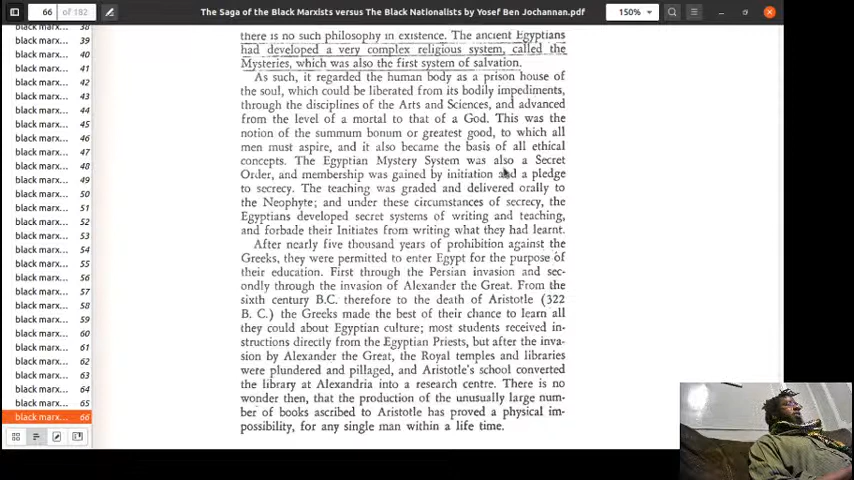 66 of 182
The Saga of the Black Marxists versus The Black Nationalists by Yosef Ben Jochannan.pdf
150%
black marx... 38
black marx... 39
black marx... 40
black marx... 41
black marx... 42
black marx... 43
black marx... 44
black marx... 45
black marx... 46
black marx... 47
black marx... 48
black marx... 49
black marx... 50
black marx... 51
black marx... 52
black marx... 53
black marx... 54
black marx... 55
black marx... 56
black marx... 57
black marx... 58
black marx... 59
black marx... 60
black marx... 61
black marx... 62
black marx... 63
black marx... 64
black marx... 65
black marx... 66
there is no such philosophy in existence. The ancient Egyptians
had developed a very complex religious system, called the
Mysteries, which was also the first system of salvation.
As such, it regarded the human body as a prison house of
the soul, which could be liberated from its bodily impediments,
through the disciplines of the Arts and Sciences, and advanced
from the level of a mortal to that of a God. This was the
notion of the summum bonum or greatest good, to which all
men must aspire, and it also became the basis of all ethical
concepts. The Egyptian Mystery System was also a Secret
Order, and membership was gained by initiation and a pledge
to secrecy. The teaching was graded and delivered orally to
the Neophyte; and under these circumstances of secrecy, the
Egyptians developed secret systems of writing and teaching,
and forbade their Initiates from writing what they had learnt.
After nearly five thousand years of prohibition against the
Greeks, they were permitted to enter Egypt for the purpose of
their education. First through the Persian invasion and sec-
ondly through the invasion of Alexander the Great. From the
sixth century B.C. therefore to the death of Aristotle (322
B. C.) the Greeks made the best of their chance to learn all
they could about Egyptian culture; most students received in-
structions directly from the Egyptian Priests, but after the inva-
sion by Alexander the Great, the Royal temples and libraries
were plundered and pillaged, and Aristotle's school converted
the library at Alexandria into a research centre. There is no
wonder then, that the production of the unusually large num-
ber of books ascribed to Aristotle has proved a physical im-
possibility, for any single man within a life time.